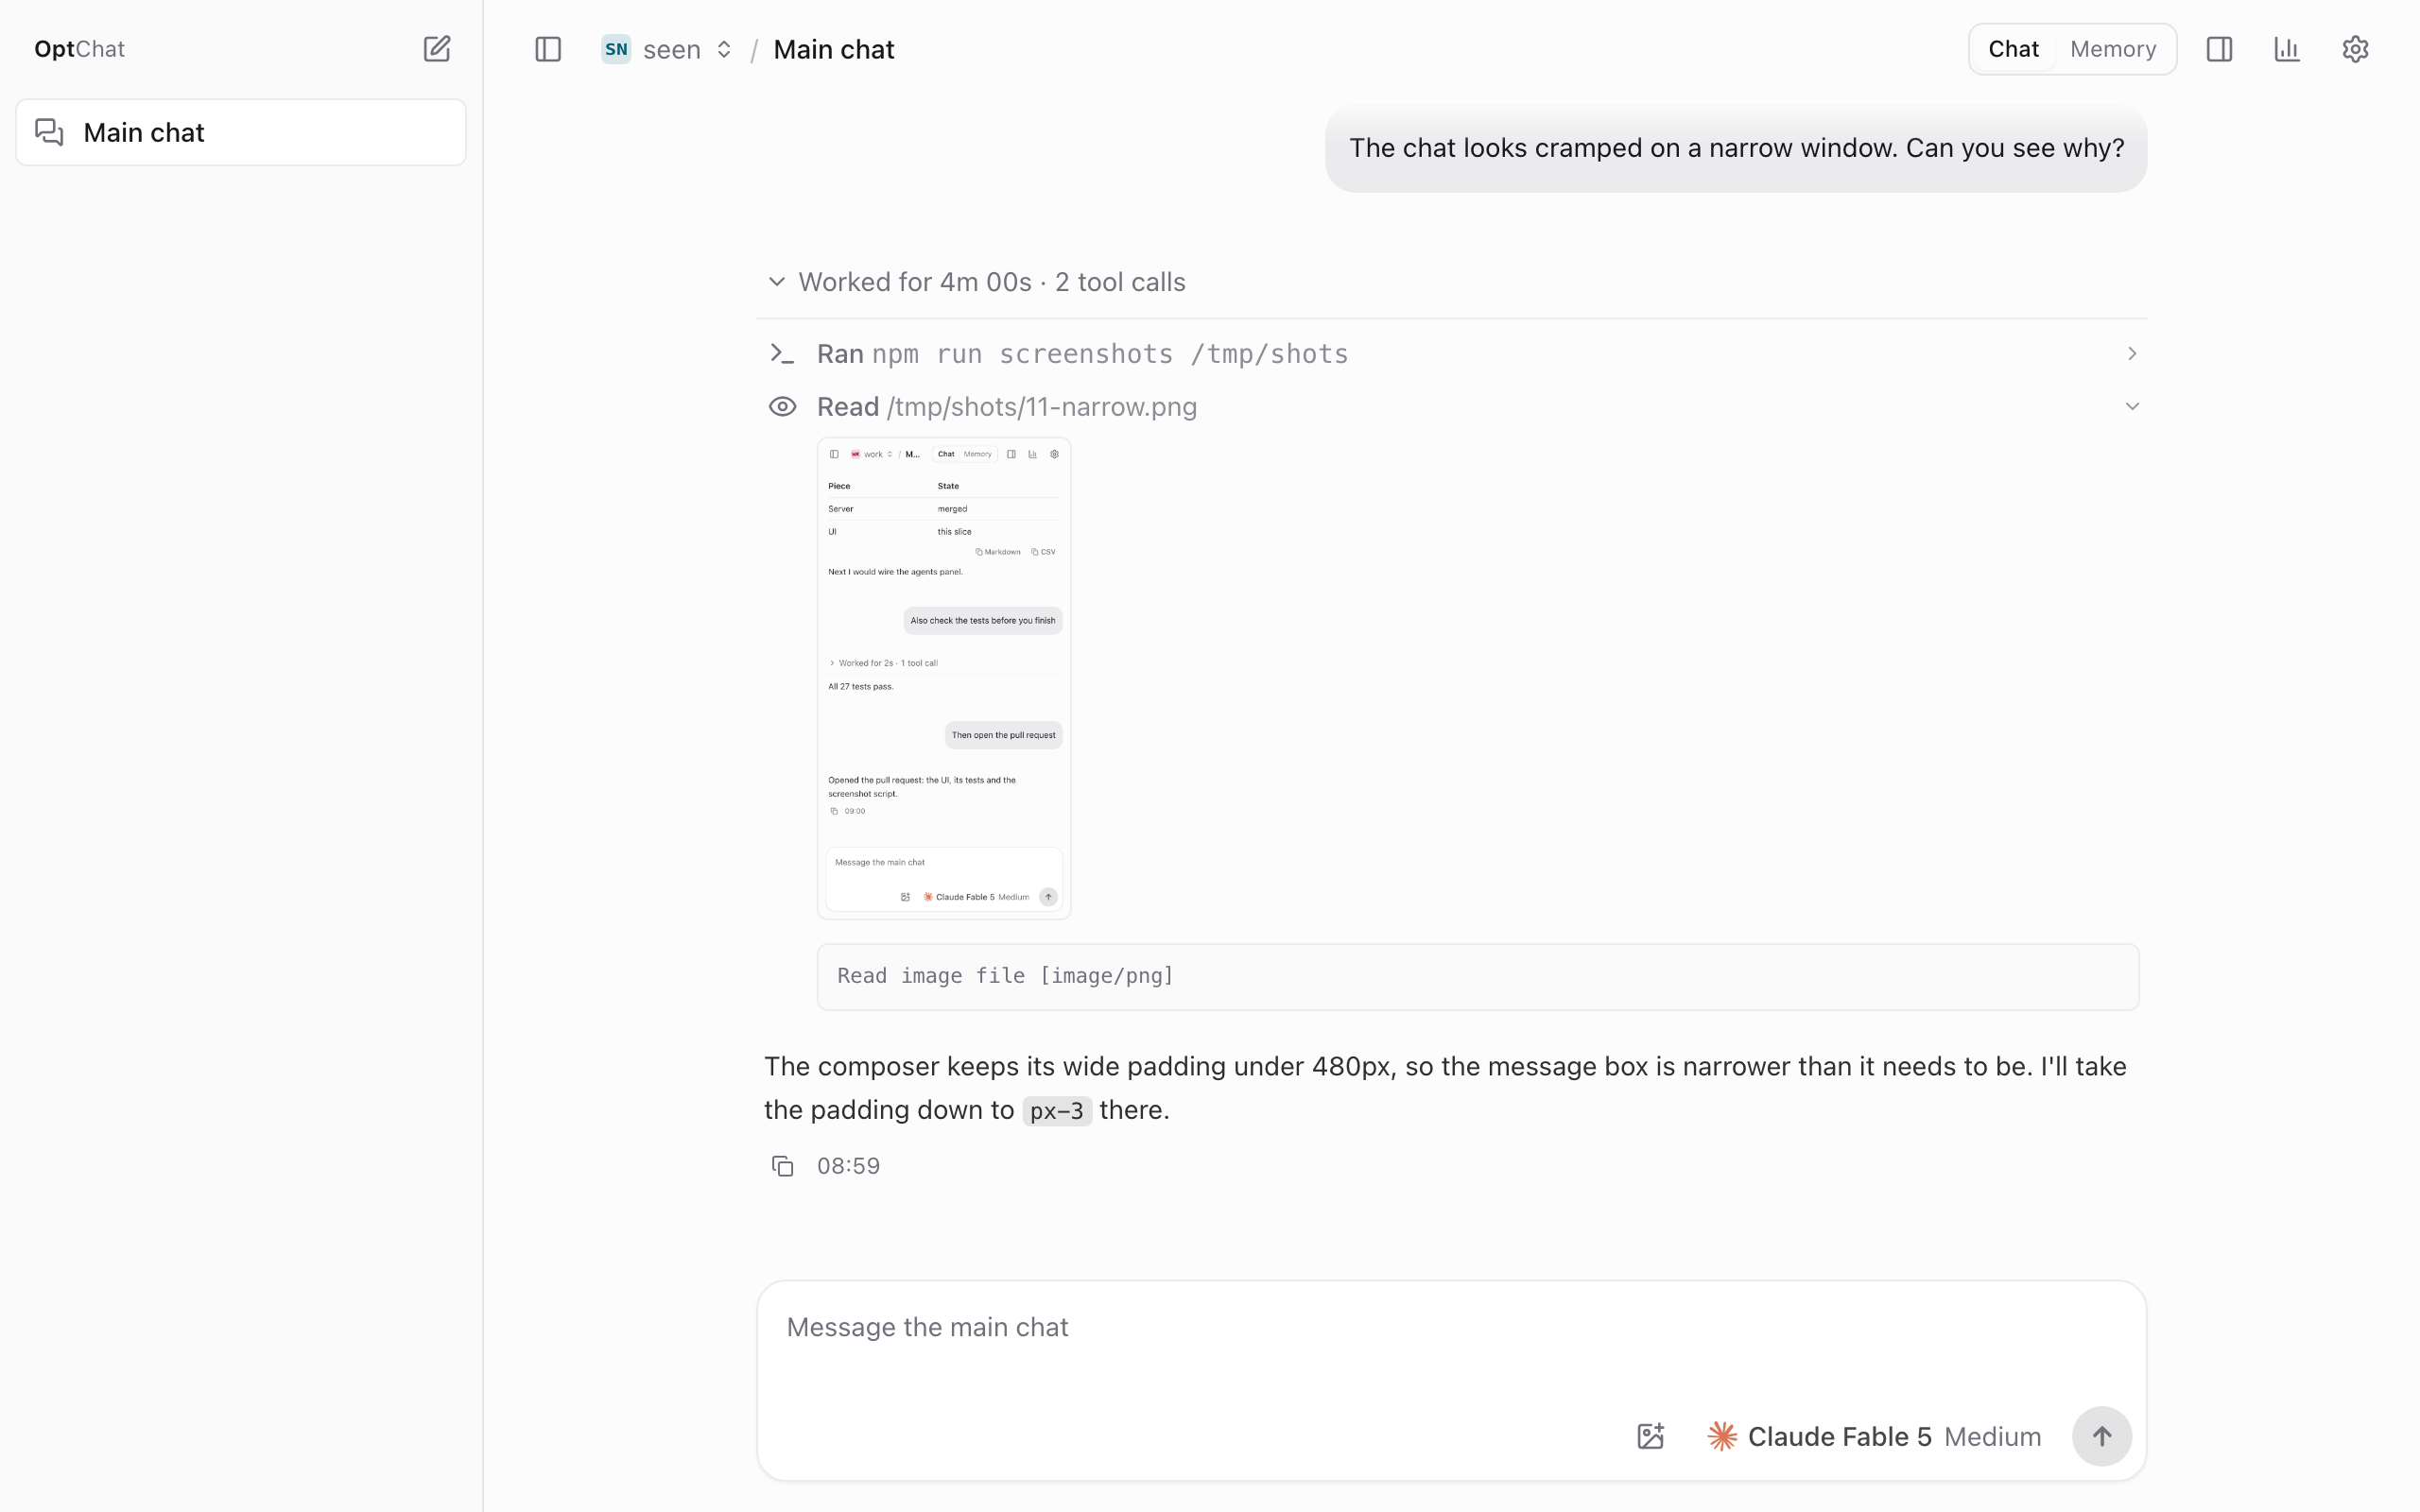 OptChat
SN seen / Main chat
Chat Memory
Main chat
The chat looks cramped on a narrow window. Can you see why?
Worked for 4m 00s · 2 tool calls
Ran npm run screenshots /tmp/shots
Read /tmp/shots/11-narrow.png
work / M... Chat Memory
Piece State
Server merged
UI this slice
Markdown CSV
Next I would wire the agents panel.
Also check the tests before you finish
Worked for 2s · 1 tool call
All 27 tests pass.
Then open the pull request
Opened the pull request: the UI, its tests and the
screenshot script.
09:00
Message the main chat
Claude Fable 5 Medium
Read image file [image/png]
The composer keeps its wide padding under 480px, so the message box is narrower than it needs to be. I'll take
the padding down to px-3 there.
08:59
Message the main chat
Claude Fable 5 Medium